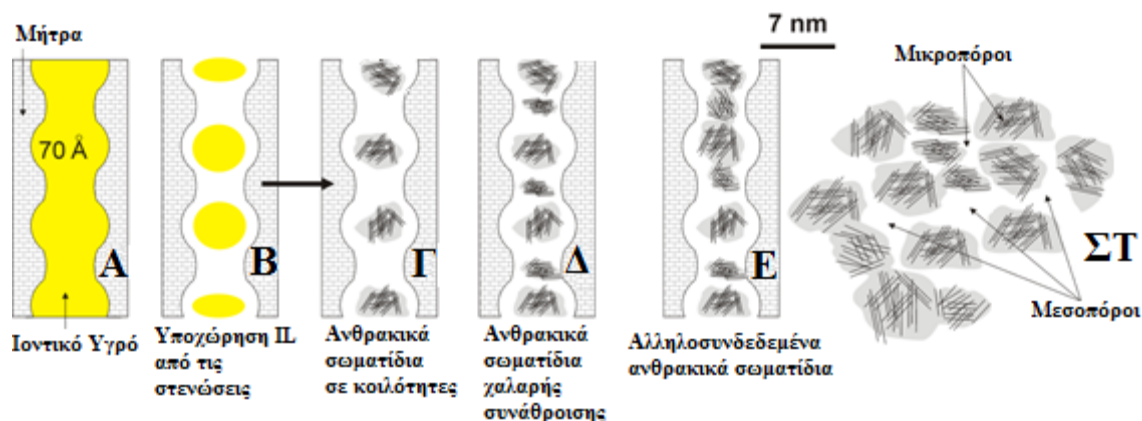 Μήτρα
70 Å
Α
Ιοντικό Υγρό
Β
Υποχώρηση IL
από τις
στενώσεις
Γ
Ανθρακικά
σωματίδια
σε κοιλότητες
Δ
Ανθρακικά
σωματίδια
χαλαρής
συνάθροισης
Ε
Αλληλοσυνδεδεμένα
ανθρακικά σωματίδια
7 nm
Μικροπόροι
ΣΤ
Μεσοπόροι